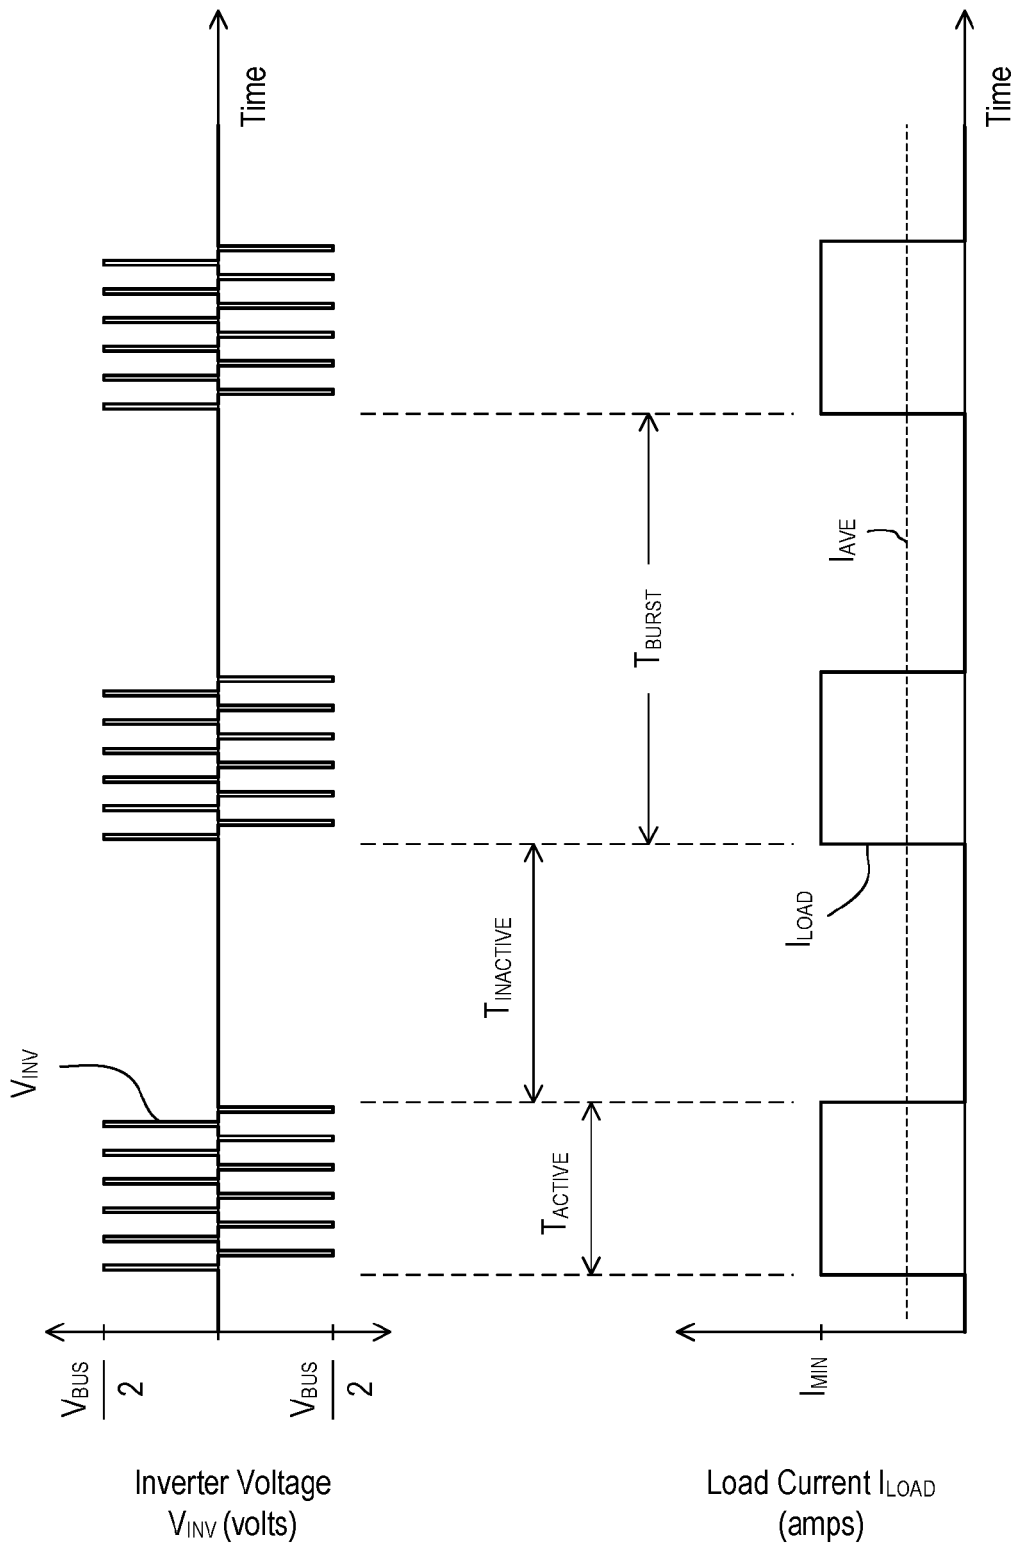 Inverter Voltage
VINV (volts)
VBUS
2
VBUS
2
VINV
Time
TACTIVE
TINACTIVE
TBURST
Load Current ILOAD
(amps)
IMIN
ILOAD
IAVE
Time